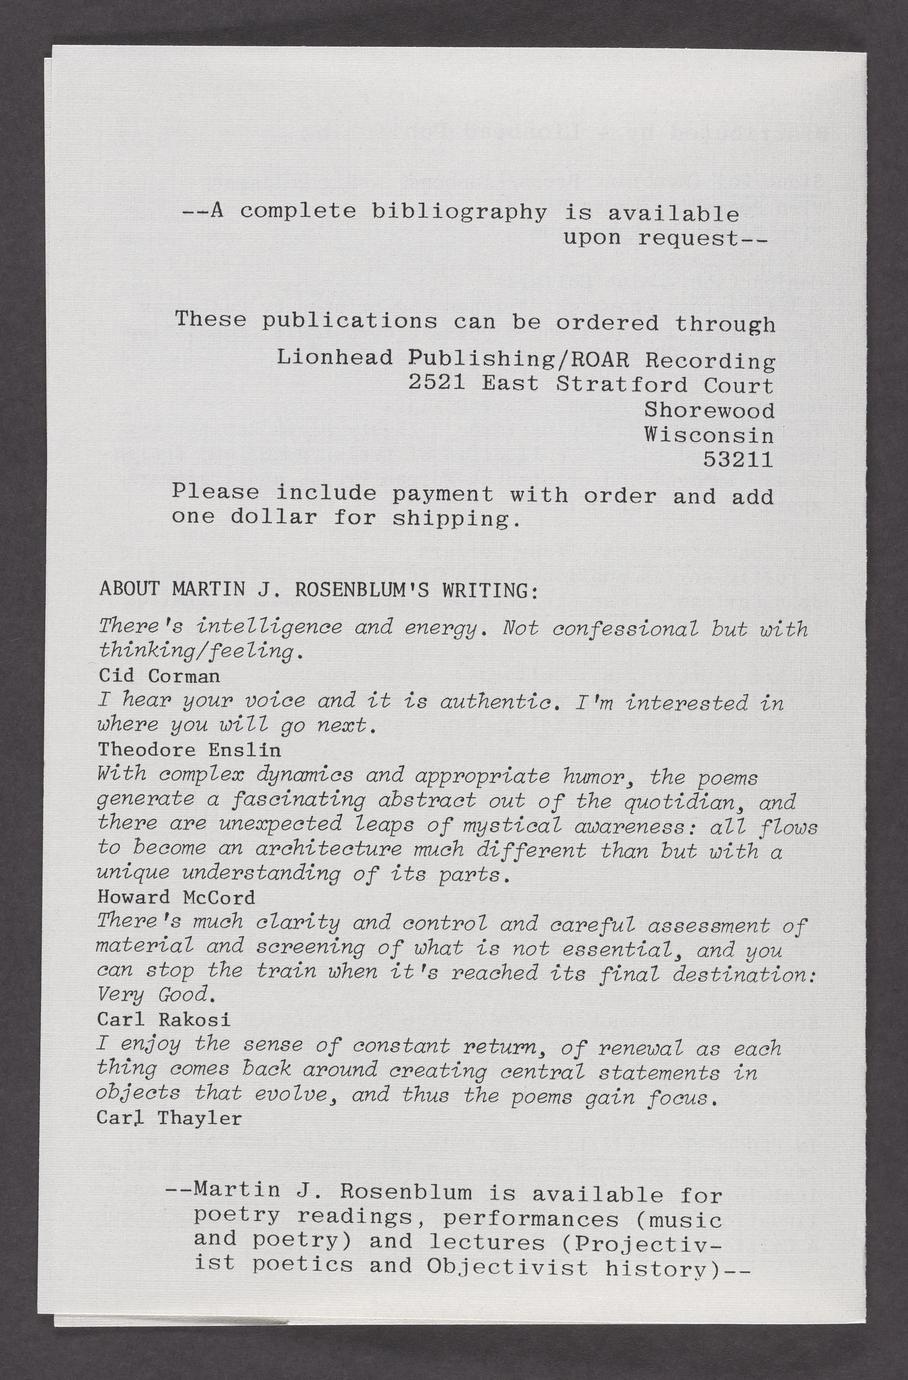 --A complete bibliography is available
upon request--
These publications can be ordered through
Lionhead Publishing/ROAR Recording
2521 East Stratford Court
Shorewood
Wisconsin
53211
Please include payment with order and add
one dollar for shipping.
ABOUT MARTIN J. ROSENBLUM'S WRITING:
There's intelligence and energy. Not confessional but with
thinking/feeling.
Cid Corman
I hear your voice and it is authentic. I'm interested in
where you will go next.
Theodore Enslin
With complex dynamics and appropriate humor, the poems
generate a fascinating abstract out of the quotidian, and
there are unexpected leaps of mystical awareness: all flows
to become an architecture much different than but with a
unique understanding of its parts.
Howard McCord
There's much clarity and control and careful assessment of
material and screening of what is not essential, and you
can stop the train when it's reached its final destination:
Very Good.
Carl Rakosi
I enjoy the sense of constant return, of renewal as each
thing comes back around creating central statements in
objects that evolve, and thus the poems gain focus.
Carl Thayler
--Martin J. Rosenblum is available for
poetry readings, performances (music
and poetry) and lectures (Projectiv-
ist poetics and Objectivist history)--